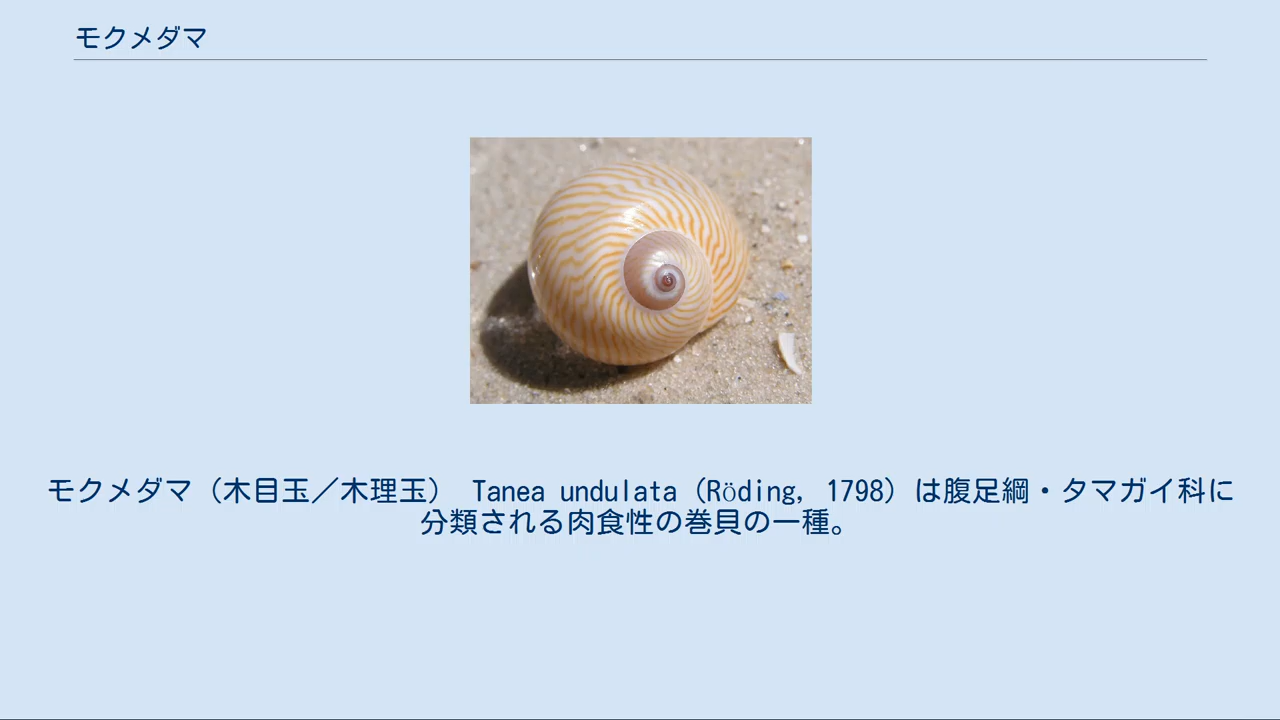 モクメダマ
モクメダマ（木目玉／木理玉） Tanea undulata (Röding, 1798) は腹足綱・タマガイ科に
分類される肉食性の巻貝の一種。